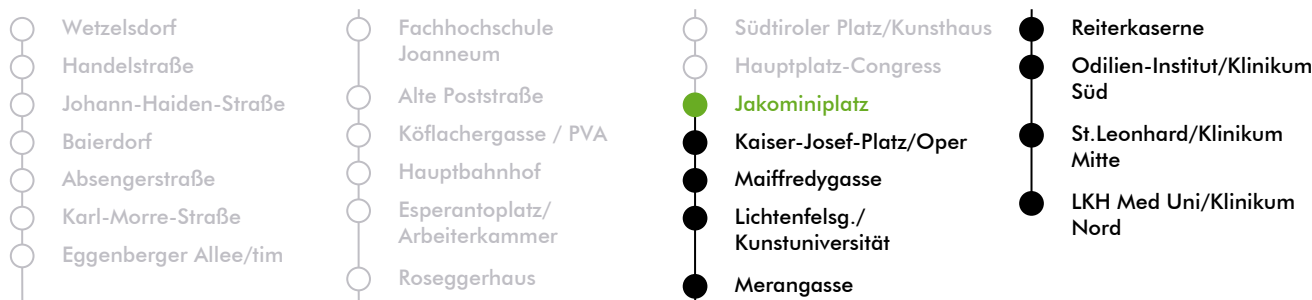 Wetzelsdorf
Handelstraße
Johann-Haiden-Straße
Baierdorf
Absengerstraße
Karl-Morre-Straße
Eggenberger Allee/tim
Fachhochschule
Joanneum
Alte Poststraße
Köflachergasse / PVA
Hauptbahnhof
Esperantoplatz/
Arbeiterkammer
Roseggerhaus
Südtiroler Platz/Kunsthaus
Hauptplatz-Congress
Jakominiplatz
Kaiser-Josef-Platz/Oper
Maiffredygasse
Lichtenfelsg./
Kunstuniversität
Merangasse
Reiterkaserne
Odilien-Institut/Klinikum
Süd
St.Leonhard/Klinikum
Mitte
LKH Med Uni/Klinikum
Nord